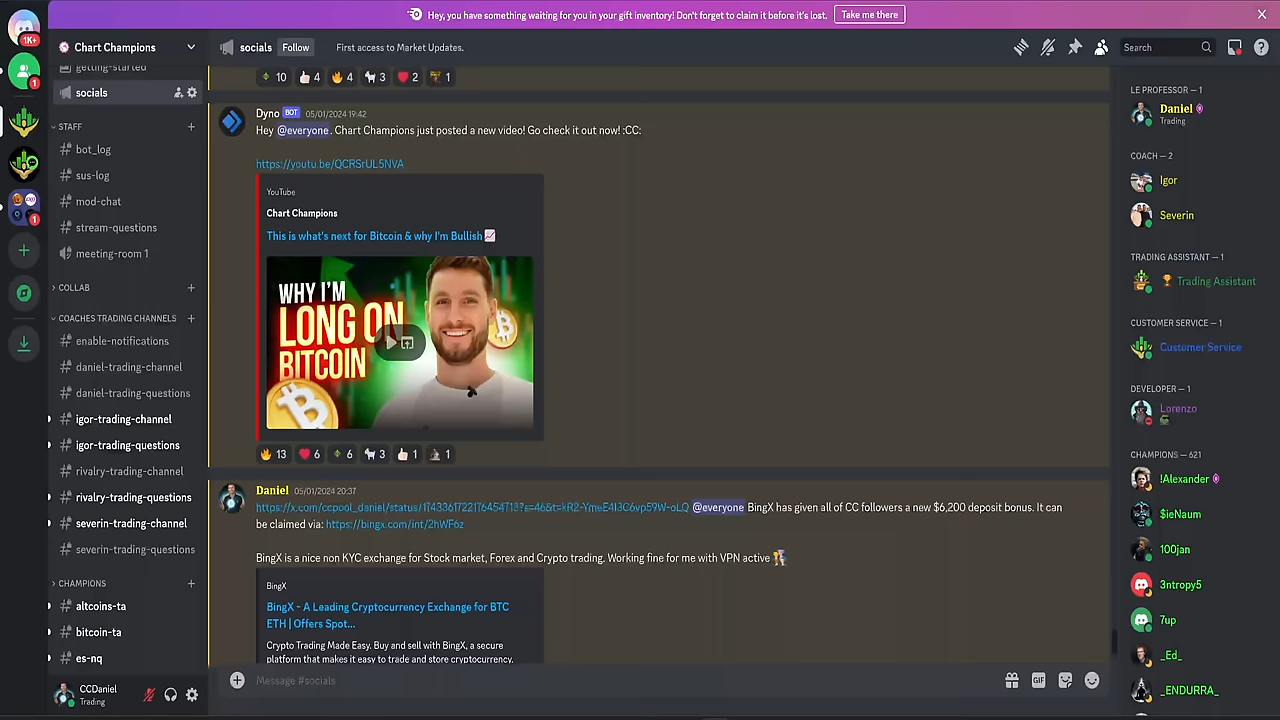 Hey, you have something waiting for you in your gift inventory! Don't forget to claim it before it's lost. Take me there
1K+
1
1
Chart Champions
getting-started
socials
STAFF
bot_log
sus-log
mod-chat
stream-questions
meeting-room 1
COLLAB
COACHES TRADING CHANNELS
enable-notifications
daniel-trading-channel
daniel-trading-questions
igor-trading-channel
igor-trading-questions
rivalry-trading-channel
rivalry-trading-questions
severin-trading-channel
severin-trading-questions
CHAMPIONS
altcoins-ta
bitcoin-ta
es-nq
CCDaniel
Trading
socials Follow First access to Market Updates.
Search
10 4 4 3 2 1
Dyno BOT 05/01/2024 19:42
Hey @everyone. Chart Champions just posted a new video! Go check it out now! :CC:
https://youtu.be/QCRSrUL5NVA
YouTube
Chart Champions
This is what's next for Bitcoin & why I'm Bullish
WHY I'M
LONG ON
BITCOIN
13 6 6 3 1 1
Daniel 05/01/2024 20:37
@everyone BingX has given all of CC followers a new $6,200 deposit bonus. It can
be claimed via: https://bingx.com/int/2hWF6z
BingX is a nice non KYC exchange for Stock market, Forex and Crypto trading. Working fine for me with VPN active
BingX
BingX - A Leading Cryptocurrency Exchange for BTC
ETH | Offers Spot...
Crypto Trading Made Easy. Buy and sell with BingX, a secure
platform that makes it easy to trade and store cryptocurrency,
Message #socials
GIF
LE PROFESSOR — 1
Daniel
Trading
COACH — 2
Igor
Severin
TRADING ASSISTANT — 1
Trading Assistant
CUSTOMER SERVICE — 1
Customer Service
DEVELOPER — 1
Lorenzo
CHAMPIONS — 621
!Alexander
$ieNaum
100jan
3ntropy5
7up
_Ed_
_ENDURRA_